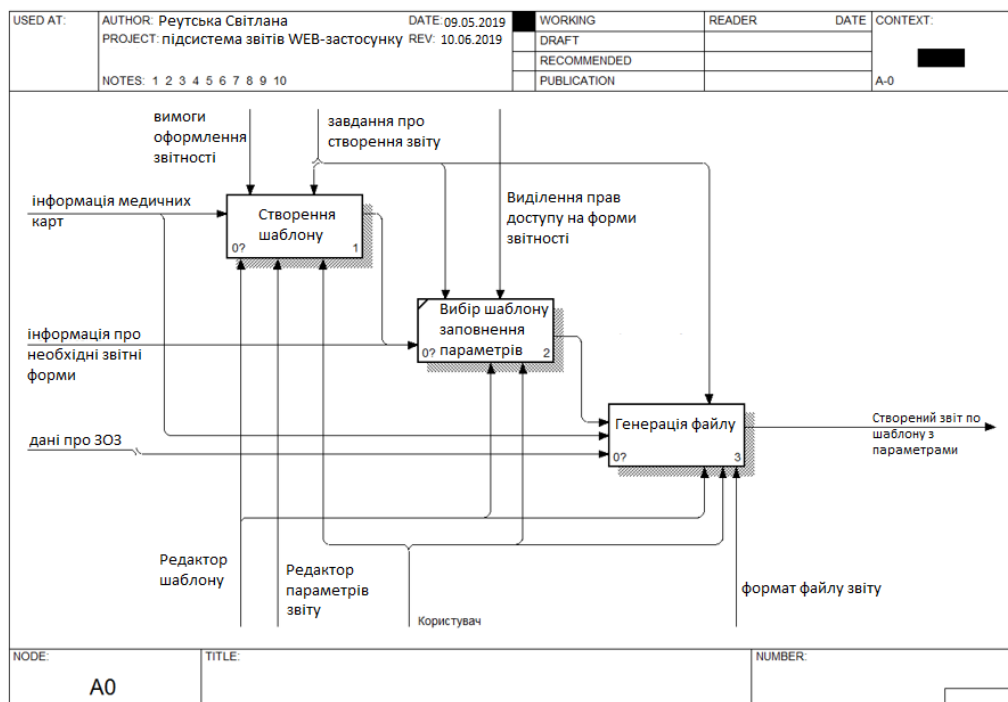 USED AT:
AUTHOR: Реутська Світлана
DATE: 09.05.2019
PROJECT: підсистема звітів WEB-застосунку
REV: 10.06.2019
NOTES: 1 2 3 4 5 6 7 8 9 10
WORKING
DRAFT
RECOMMENDED
PUBLICATION
READER
DATE
CONTEXT:
A-0
вимоги
оформлення
звітності
завдання про
створення звіту
Виділення прав
доступу на форми
звітності
інформація медичних
карт
Створення
шаблону
0? 1
інформація про
необхідні звітні
форми
Вибір шаблону
заповнення
параметрів
0? 2
дані про ЗОЗ
Генерація файлу
0? 3
Створений звіт по
шаблону з
параметрами
Редактор
шаблону
Редактор
параметрів
звіту
Користувач
формат файлу звіту
NODE:
A0
TITLE:
NUMBER: